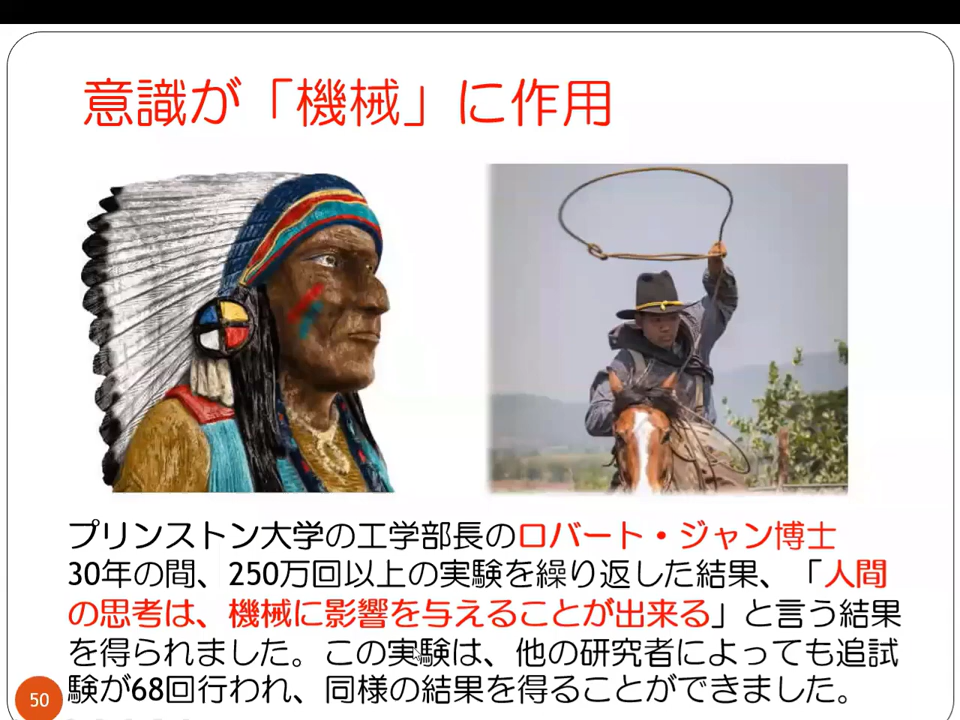 意識が「機械」に作用
プリンストン大学の工学部長のロバート・ジャン博士
30年の間、250万回以上の実験を繰り返した結果、「人間
の思考は、機械に影響を与えることが出来る」と言う結果
を得られました。この実験は、他の研究者によっても追試
験が68回行われ、同様の結果を得ることができました。
50